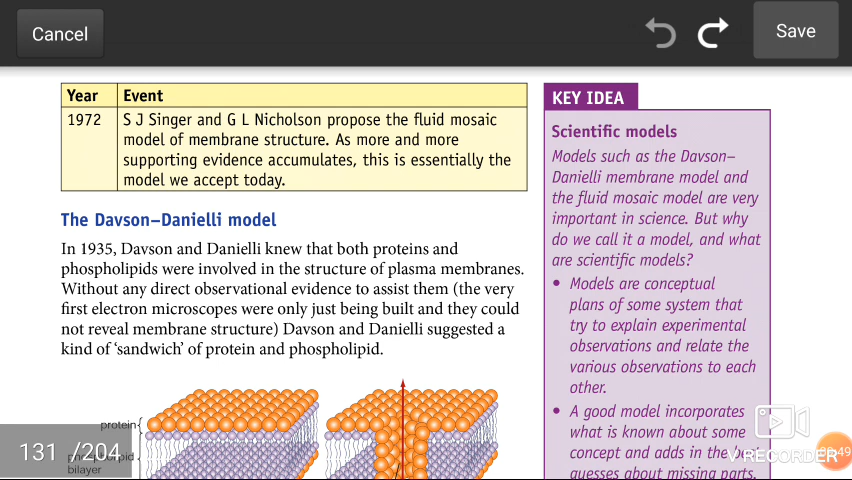 Cancel
Save
Year Event
1972 S J Singer and G L Nicholson propose the fluid mosaic
model of membrane structure. As more and more
supporting evidence accumulates, this is essentially the
model we accept today.
The Davson–Danielli model
In 1935, Davson and Danielli knew that both proteins and
phospholipids were involved in the structure of plasma membranes.
Without any direct observational evidence to assist them (the very
first electron microscopes were only just being built and they could
not reveal membrane structure) Davson and Danielli suggested a
kind of ‘sandwich’ of protein and phospholipid.
protein
bilayer
131 /204
KEY IDEA
Scientific models
Models such as the Davson–
Danielli membrane model and
the fluid mosaic model are very
important in science. But why
do we call it a model, and what
are scientific models?
• Models are conceptual
plans of some system that
try to explain experimental
observations and relate the
various observations to each
other.
• A good model incorporates
what is known about some
concept and adds in the
guesses about missing parts.
V RECORDER